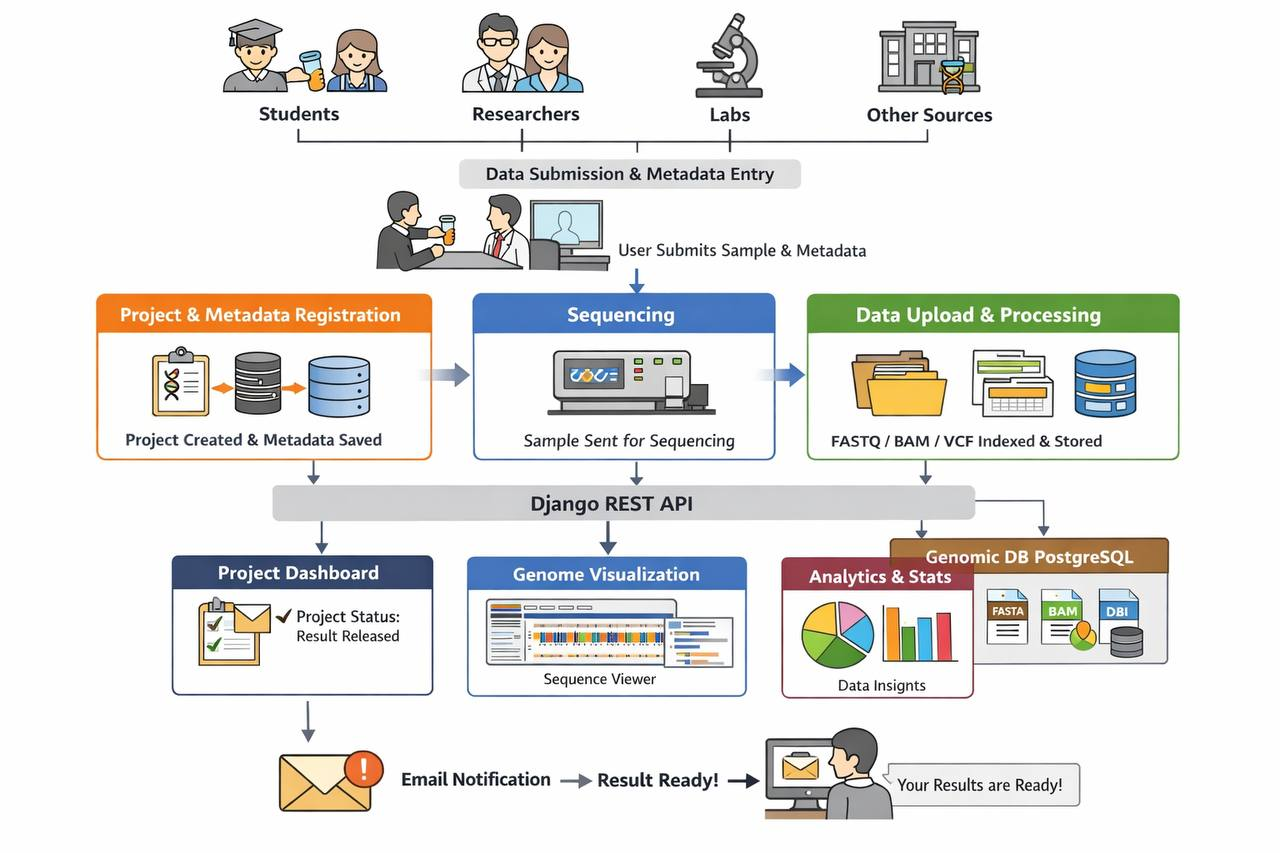 Students
Researchers
Labs
Other Sources
Data Submission & Metadata Entry
User Submits Sample & Metadata
Project & Metadata Registration
Project Created & Metadata Saved
Sequencing
Sample Sent for Sequencing
Data Upload & Processing
FASTQ / BAM / VCF Indexed & Stored
Django REST API
Project Dashboard
Project Status:
Result Released
Genome Visualization
Sequence Viewer
Analytics & Stats
Data Insignts
Genomic DB PostgreSQL
FASTA
BAM
DBI
Email Notification
Result Ready!
Your Results are Ready!